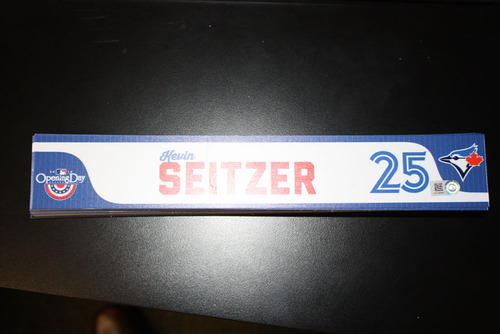 Opening Day
Kevin
SEITZER
25